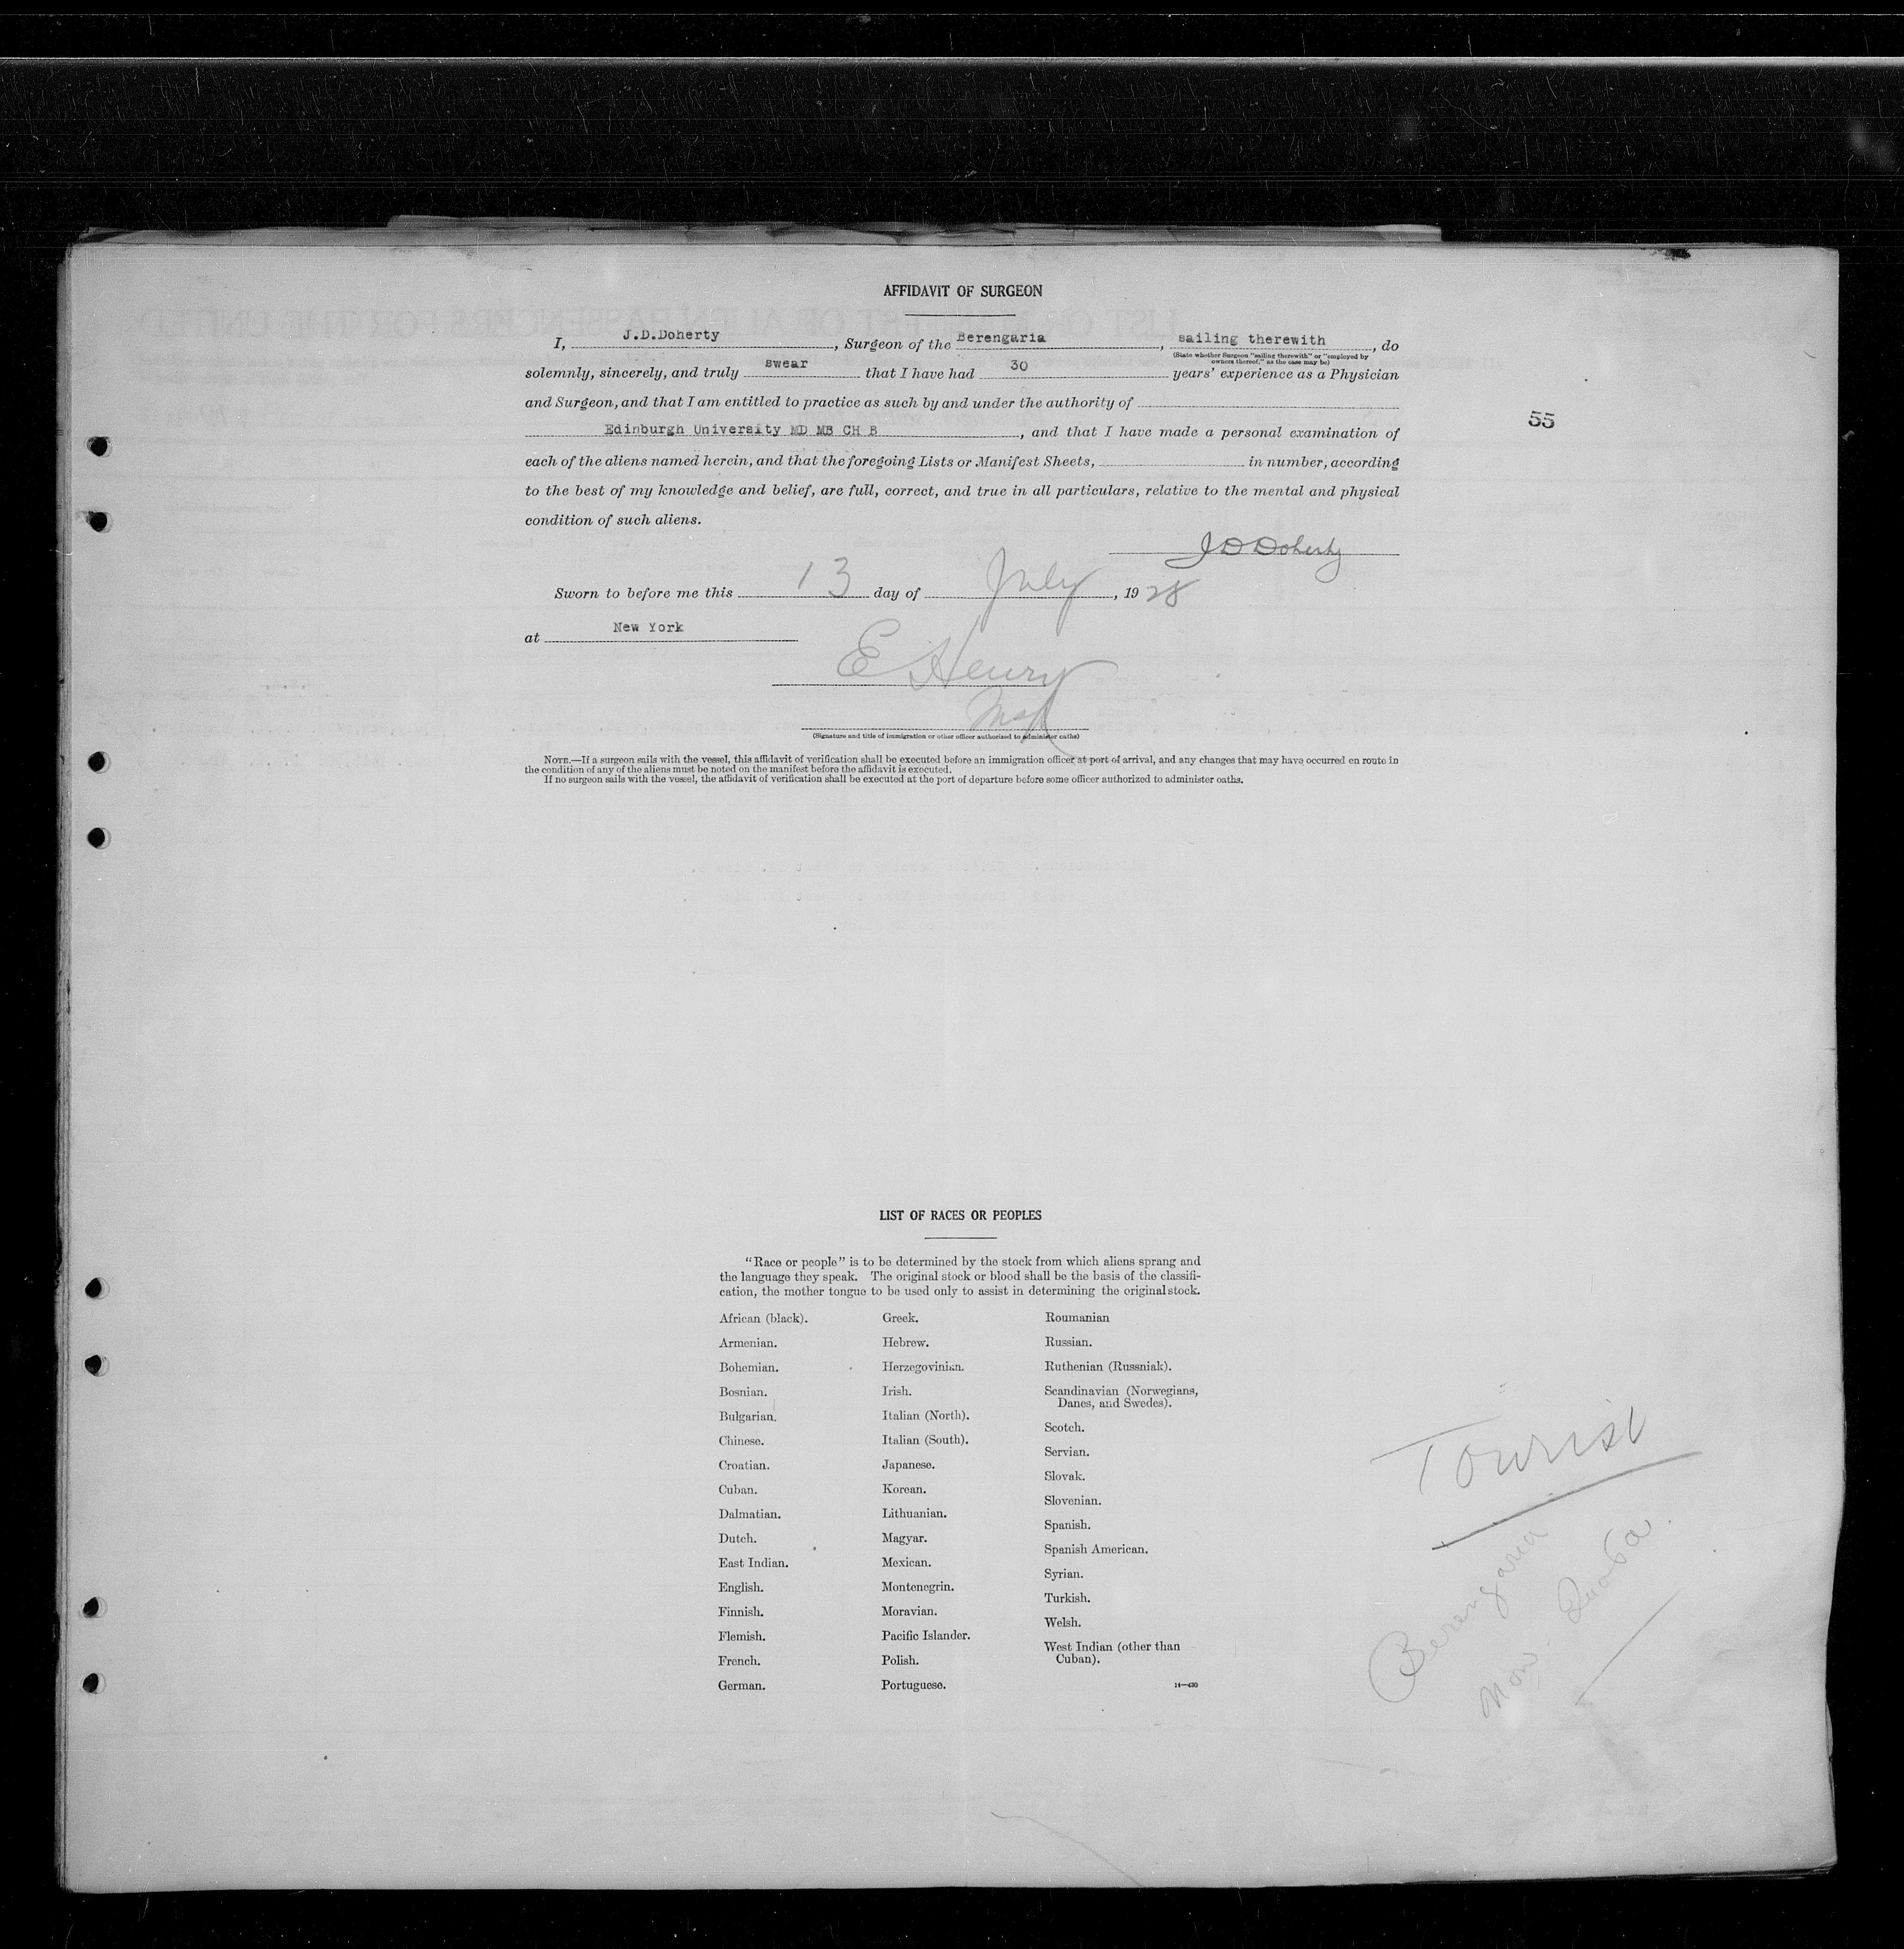 AFFIDAVIT OF SURGEON
I, J.D.Doherty, Surgeon of the Berengaria, sailing therewith, do
(State whether Surgeon "sailing therewith" or "employed by
owners thereof," as the case may be)
solemnly, sincerely, and truly swear that I have had 30 years' experience as a Physician
and Surgeon, and that I am entitled to practice as such by and under the authority of
55
Edinburgh University MD MB CH B, and that I have made a personal examination of
each of the aliens named herein, and that the foregoing Lists or Manifest Sheets, in number, according
to the best of my knowledge and belief, are full, correct, and true in all particulars, relative to the mental and physical
condition of such aliens.
J D Doherty
Sworn to before me this 13 day of July, 1928
at New York
E Henry
Insp
(Signature and title of immigration or other officer authorized to administer oaths)
NOTE.—If a surgeon sails with the vessel, this affidavit of verification shall be executed before an immigration officer at port of arrival, and any changes that may have occurred en route in
the condition of any of the aliens must be noted on the manifest before the affidavit is executed.
If no surgeon sails with the vessel, the affidavit of verification shall be executed at the port of departure before some officer authorized to administer oaths.
LIST OF RACES OR PEOPLES
"Race or people" is to be determined by the stock from which aliens sprang and
the language they speak. The original stock or blood shall be the basis of the classifi-
cation, the mother tongue to be used only to assist in determining the original stock.
African (black).
Armenian.
Bohemian.
Bosnian.
Bulgarian.
Chinese.
Croatian.
Cuban.
Dalmatian.
Dutch.
East Indian.
English.
Finnish.
Flemish.
French.
German.
Greek.
Hebrew.
Herzegovinian.
Irish.
Italian (North).
Italian (South).
Japanese.
Korean.
Lithuanian.
Magyar.
Mexican.
Montenegrin.
Moravian.
Pacific Islander.
Polish.
Portuguese.
Roumanian
Russian.
Ruthenian (Russniak).
Scandinavian (Norwegians,
Danes, and Swedes).
Scotch.
Servian.
Slovak.
Slovenian.
Spanish.
Spanish American.
Syrian.
Turkish.
Welsh.
West Indian (other than
Cuban).
14—430
Tourist
Berengaria
Non-Quota